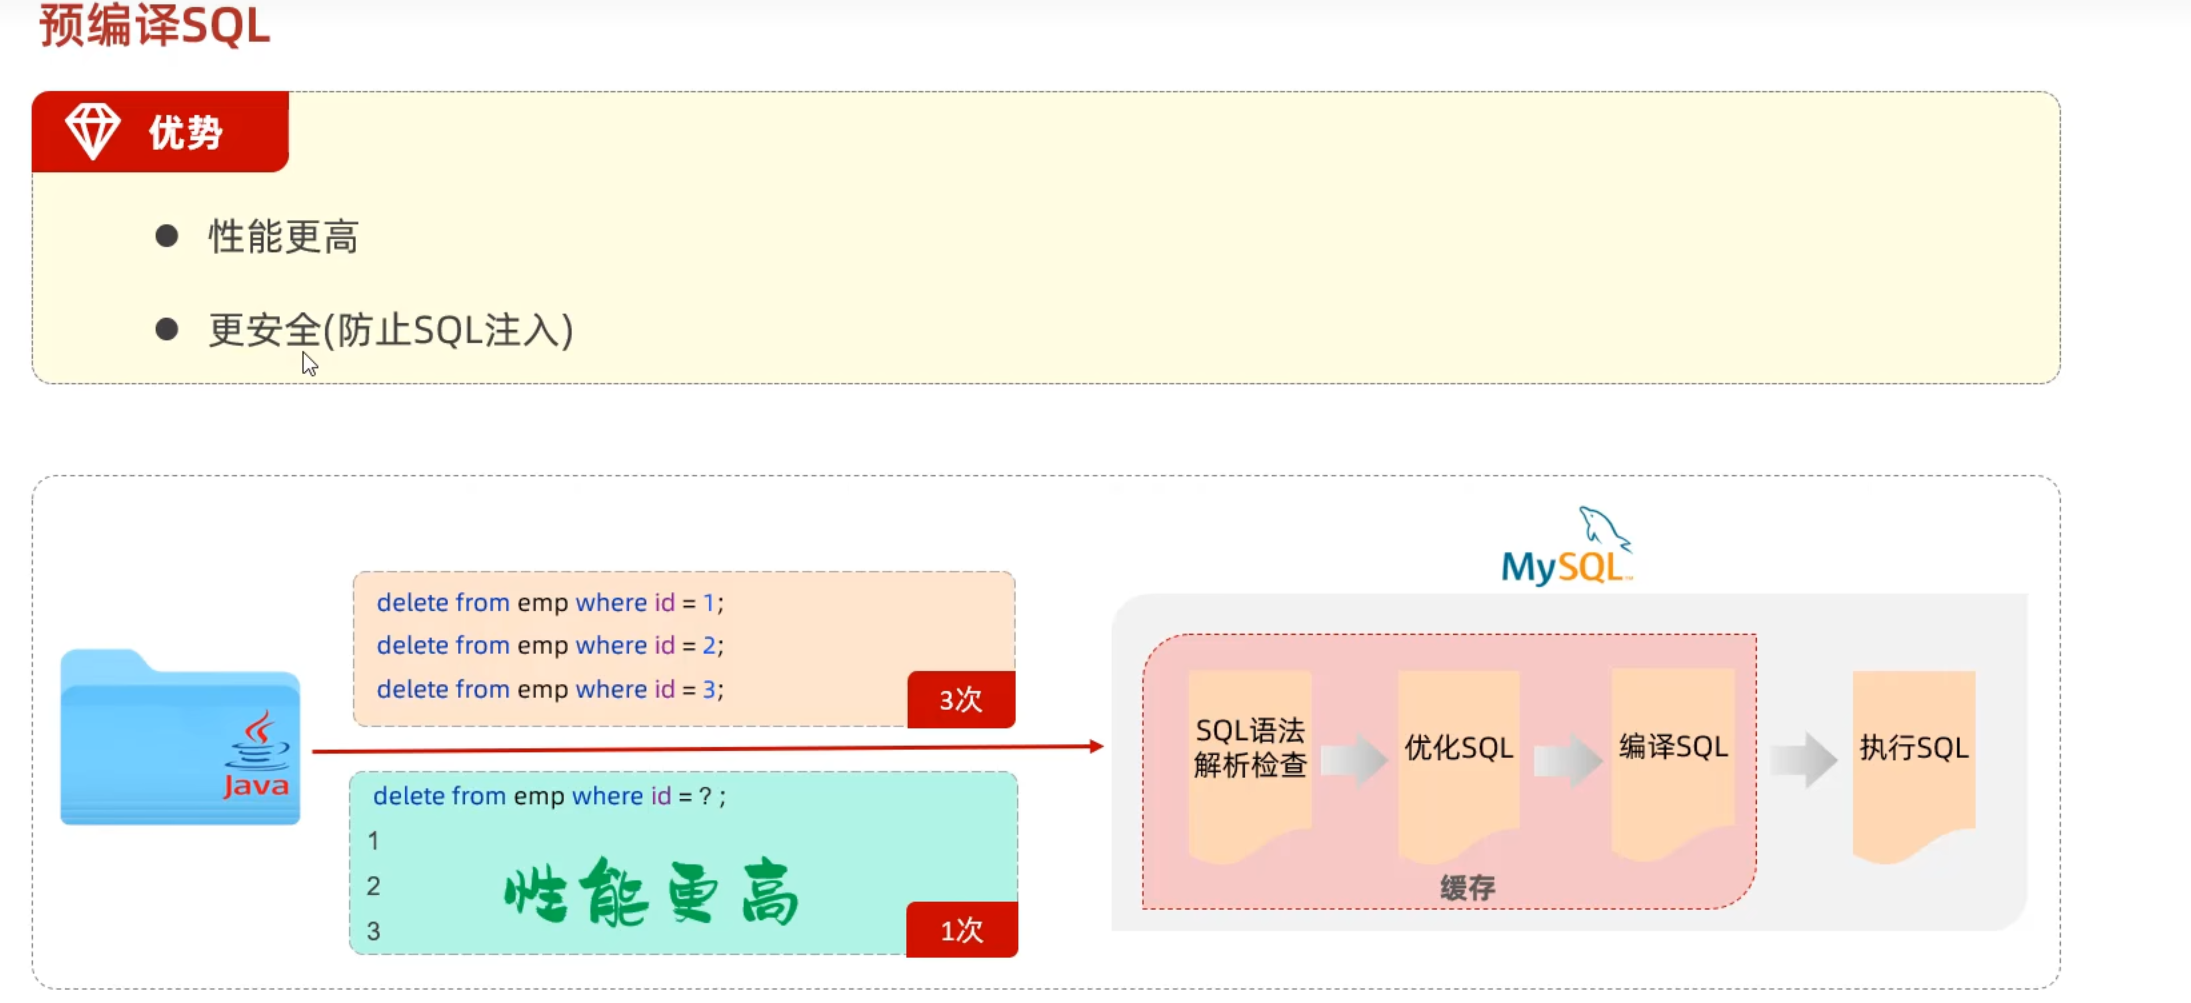 预编译SQL
优势
● 性能更高
● 更安全(防止SQL注入)
MySQL
delete from emp where id = 1;
delete from emp where id = 2;
delete from emp where id = 3;
3次
Java
delete from emp where id = ? ;
1
2
3
性能更高
1次
SQL语法
解析检查
优化SQL
编译SQL
执行SQL
缓存